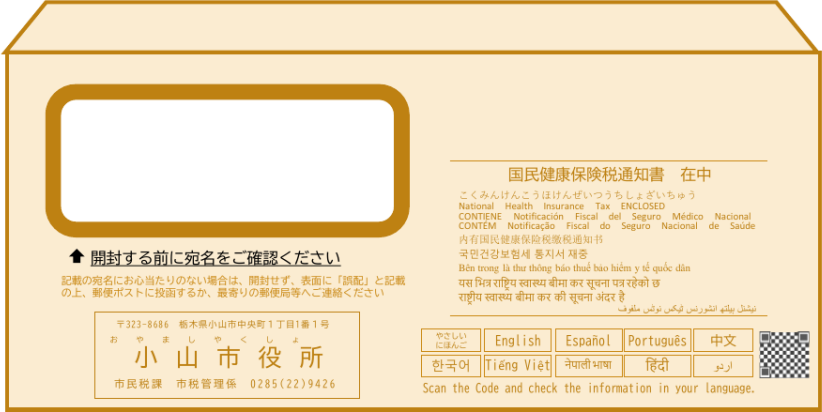 国民健康保険税通知書　在中
こくみんけんこうほけんぜいつうちしょざいちゅう
National Health Insurance Tax ENCLOSED
CONTIENE Notificación Fiscal del Seguro Médico Nacional
CONTÉM Notificação Fiscal do Seguro Nacional de Saúde
内有国民健康保险税缴税通知书
국민건강보험세 통지서 재중
Bên trong là thư thông báo thuế bảo hiểm y tế quốc dân
यस भित्र राष्ट्रिय स्वास्थ्य बीमा कर सूचना पत्र रहेको छ
राष्ट्रीय स्वास्थ्य बीमा कर की सूचना अंदर है
نیشنل ہیلتھ انشورنس ٹیکس نوٹس ملفوف
⬆ 開封する前に宛名をご確認ください
記載の宛名にお心当たりのない場合は、開封せず、表面に「誤配」と記載
の上、郵便ポストに投函するか、最寄りの郵便局等へご連絡ください
〒323-8686　栃木県小山市中央町1丁目1番1号
おやましやくしょ
小山市役所
市民税課　市税管理係　0285(22)9426
やさしい
にほんご
English
Español
Português
中文
한국어
Tiếng Việt
नेपाली भाषा
हिंदी
اردو
Scan the Code and check the information in your language.